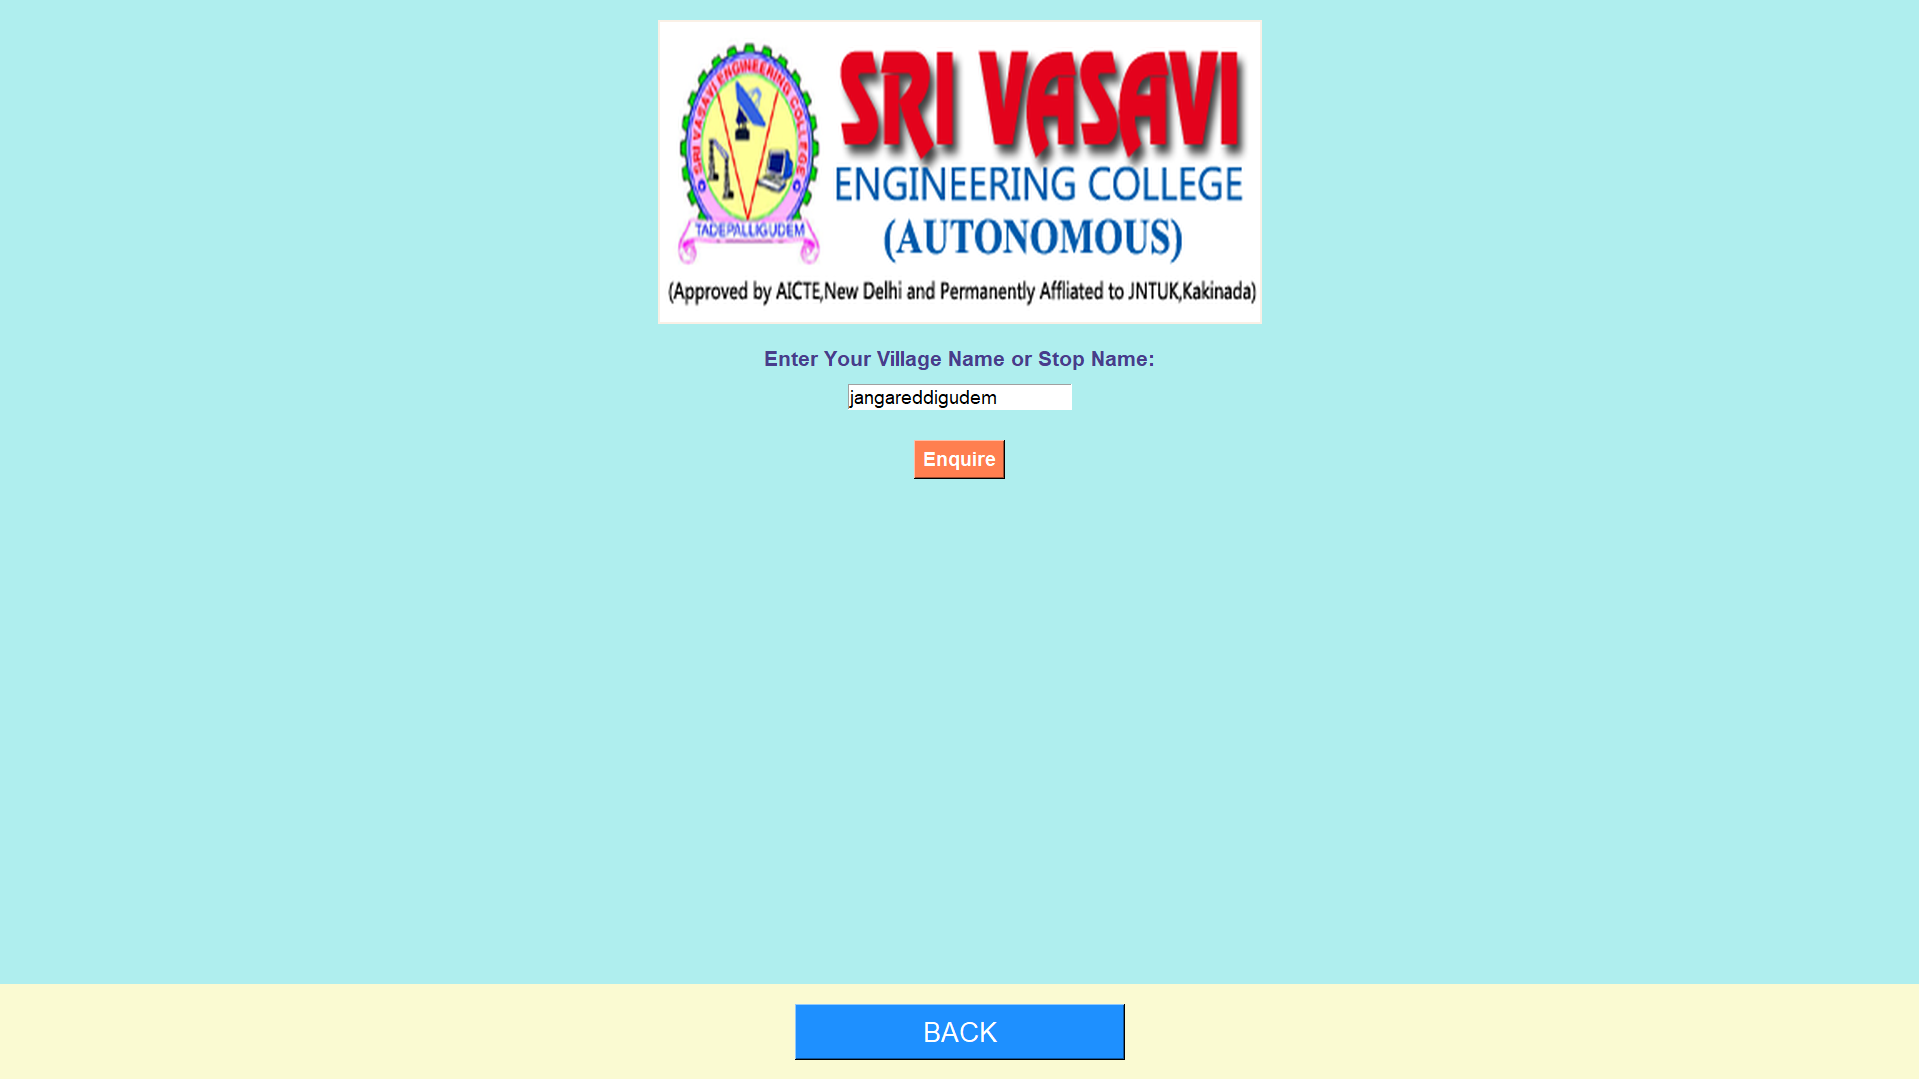 SRI VASAVI ENGINEERING COLLEGE
TADEPALLIGUDEM
SRI VASAVI
ENGINEERING COLLEGE
(AUTONOMOUS)
(Approved by AICTE,New Delhi and Permanently Affliated to JNTUK,Kakinada)
Enter Your Village Name or Stop Name:
jangareddigudem
Enquire
BACK